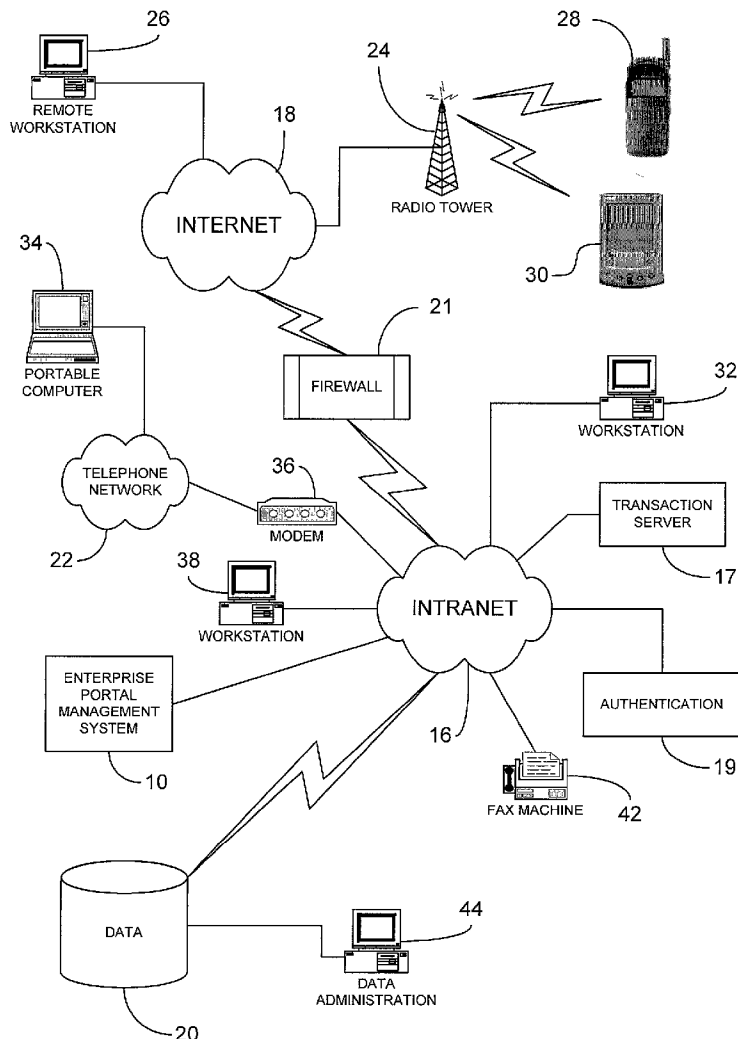 26
REMOTE
WORKSTATION
18
24
28
INTERNET
RADIO TOWER
30
34
PORTABLE
COMPUTER
21
FIREWALL
32
WORKSTATION
TELEPHONE
NETWORK
22
36
MODEM
TRANSACTION
SERVER
17
38
WORKSTATION
INTRANET
16
ENTERPRISE
PORTAL
MANAGEMENT
SYSTEM
10
AUTHENTICATION
19
FAX MACHINE
42
DATA
20
44
DATA
ADMINISTRATION